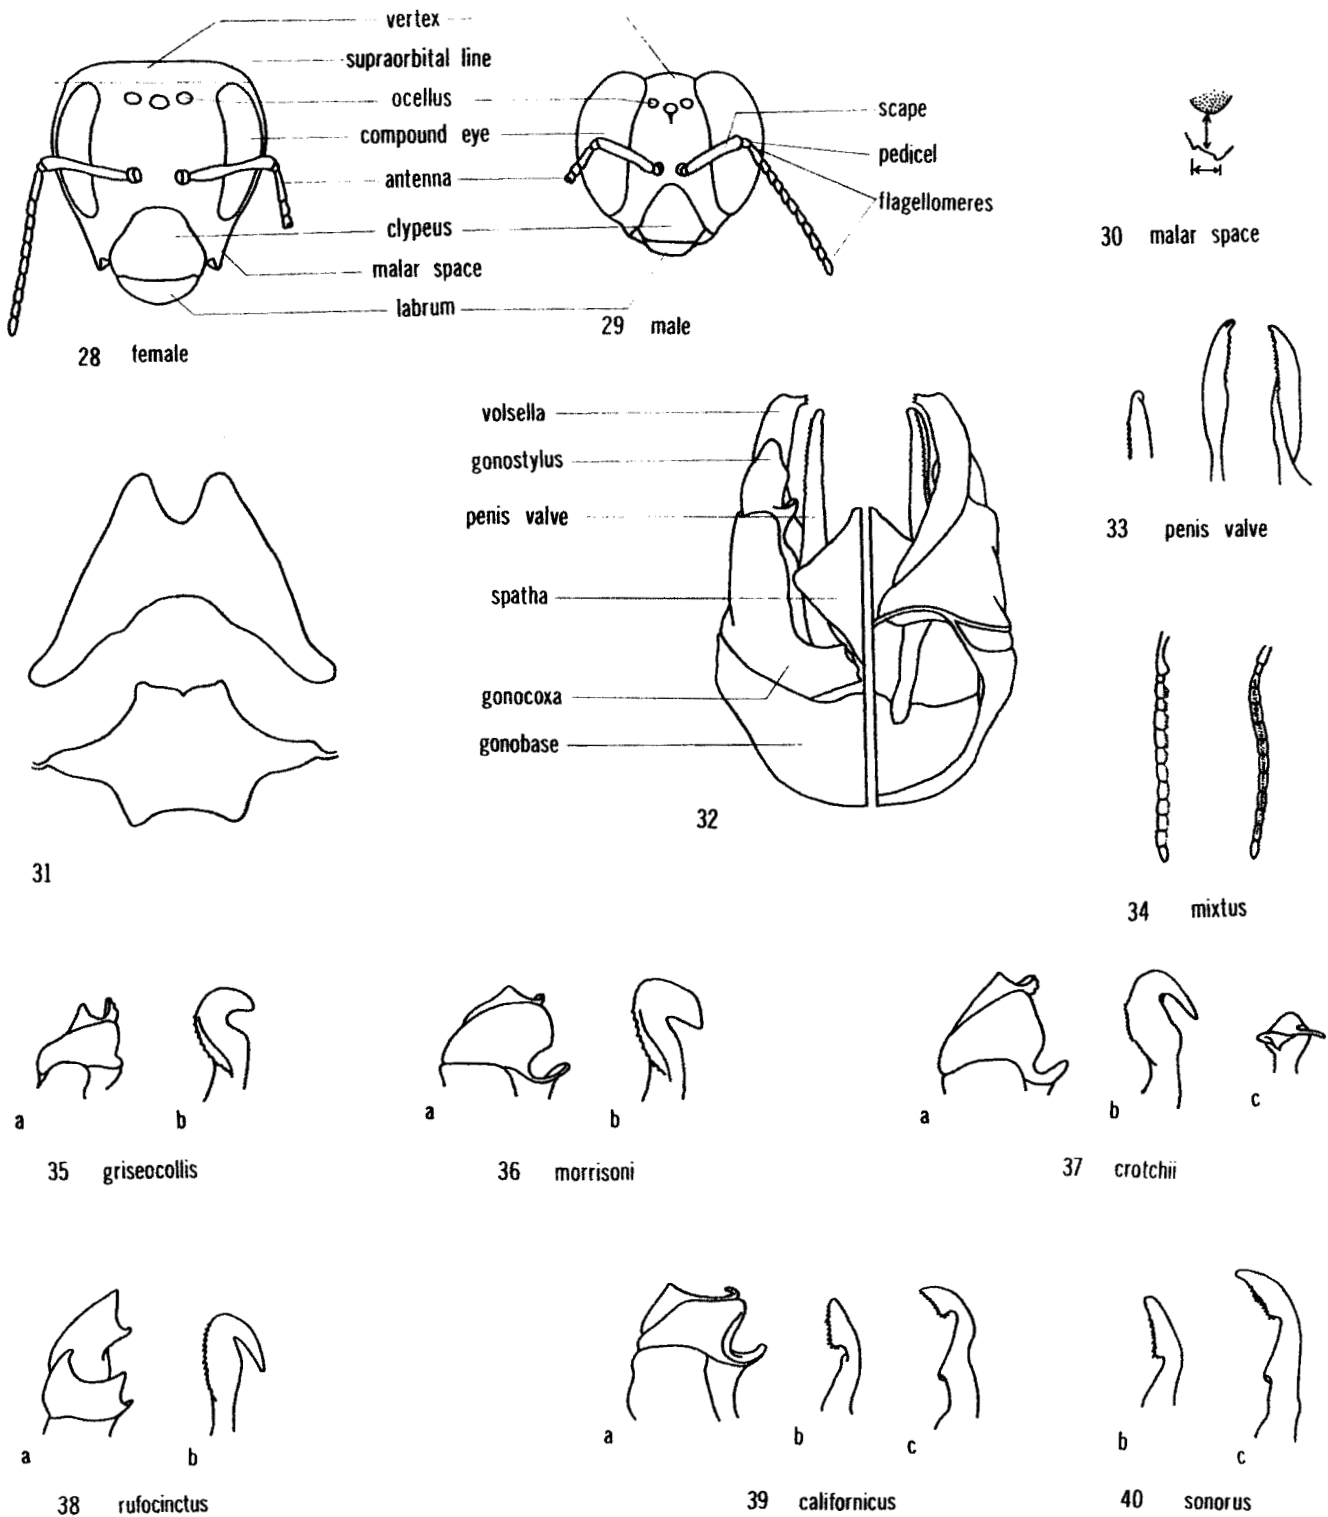 vertex
supraorbital line
ocellus
compound eye
antenna
clypeus
malar space
labrum
scape
pedicel
flagellomeres
28 female
29 male
30 malar space
volsella
gonostylus
penis valve
spatha
gonocoxa
gonobase
31
32
33 penis valve
34 mixtus
a b
35 griseocollis
a b
36 morrisoni
a b c
37 crotchii
a b
38 rufocinctus
a b c
39 californicus
b c
40 sonorus